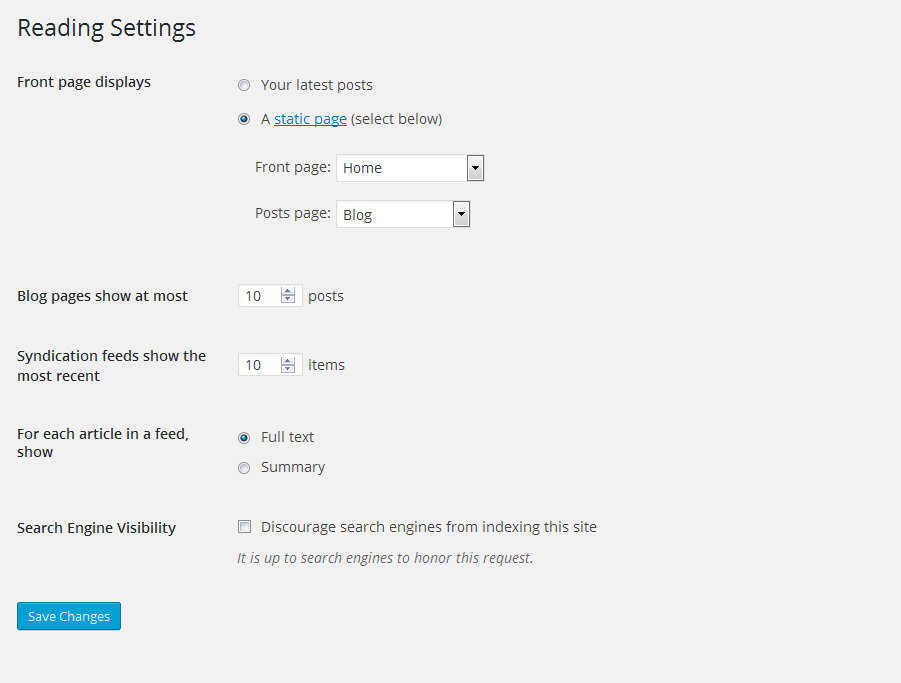 Reading Settings
Front page displays
Your latest posts
A static page (select below)
Front page: Home
Posts page: Blog
Blog pages show at most
10 posts
Syndication feeds show the
most recent
10 items
For each article in a feed,
show
Full text
Summary
Search Engine Visibility
Discourage search engines from indexing this site
It is up to search engines to honor this request.
Save Changes